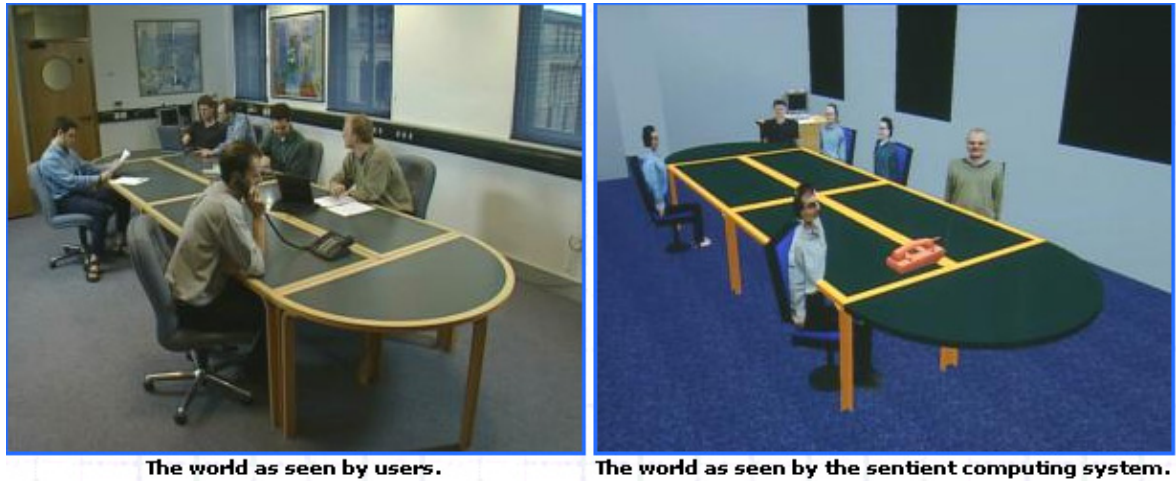 The world as seen by users.
The world as seen by the sentient computing system.